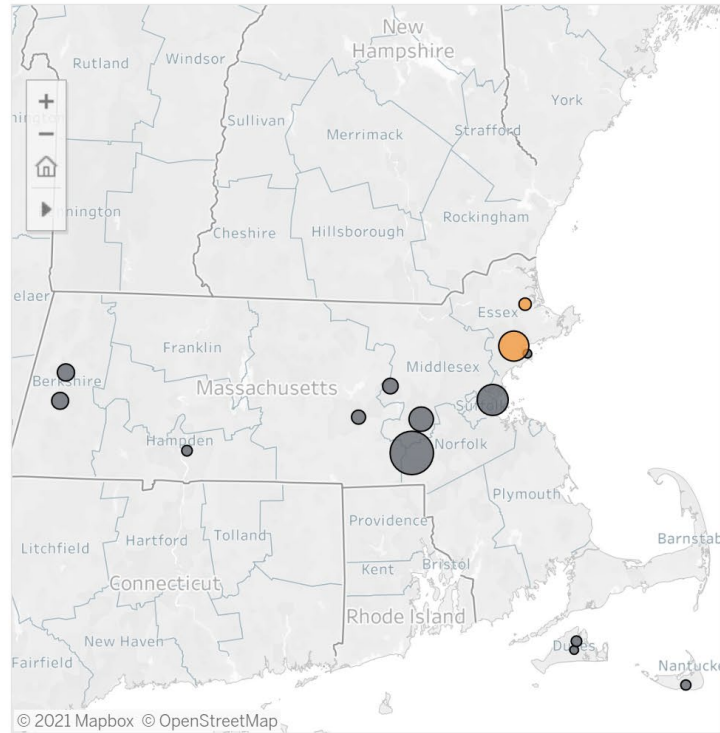 New
Hampshire
Rutland
Windsor
York
Sullivan
Strafford
Merrimack
Rockingham
Cheshire
Hillsborough
Essex
Franklin
Middlesex
Berkshire
Massachusetts
Hampden
Norfolk
Plymouth
Providence
Litchfield
Hartford
Tolland
Barnstab
Kent
Bristol
Connecticut
Rhode Island
New Haven
Fairfield
Nantucke
© 2021 Mapbox © OpenStreetMap